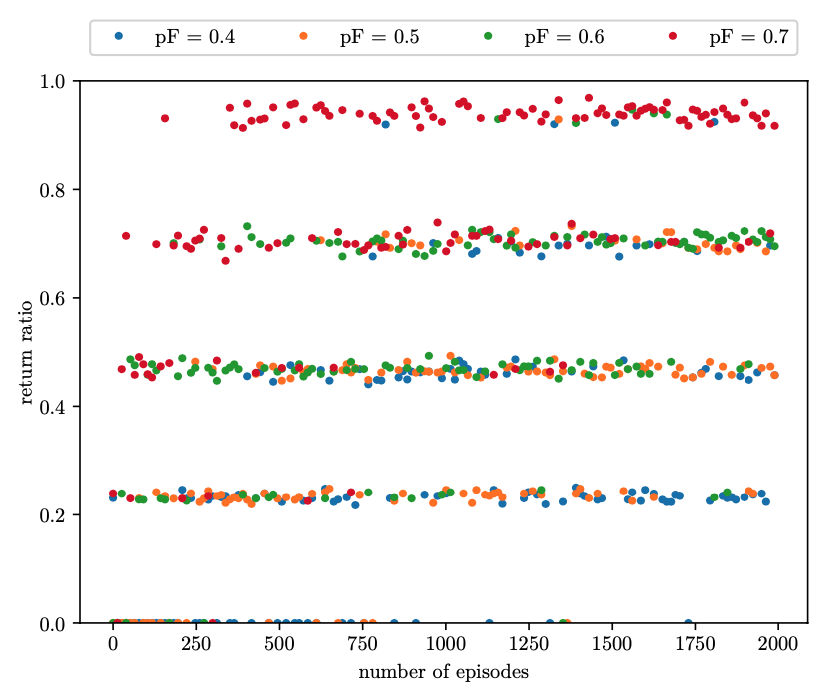 pF = 0.4 pF = 0.5 pF = 0.6 pF = 0.7
1.0
0.8
0.6
0.4
0.2
0.0
return ratio
0 250 500 750 1000 1250 1500 1750 2000
number of episodes